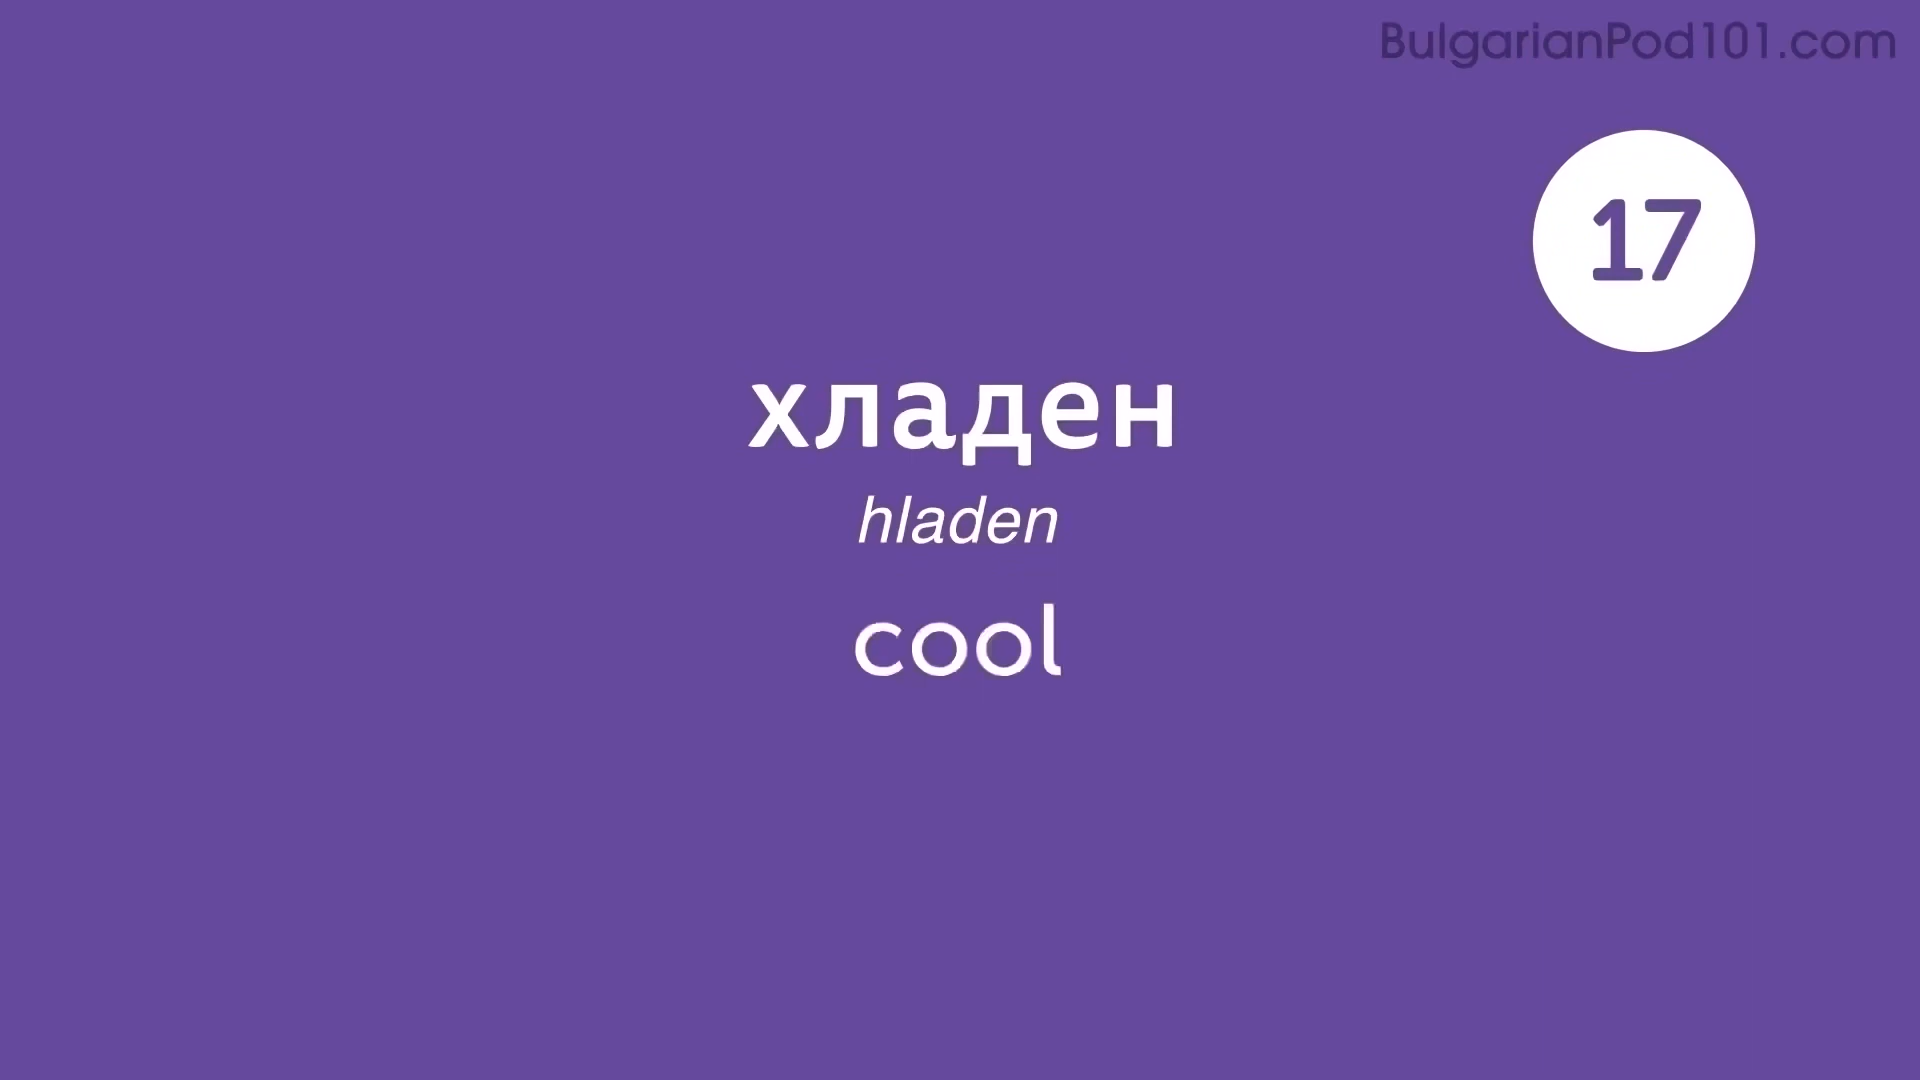 BulgarianPod101.com
17
хладен
hladen
cool